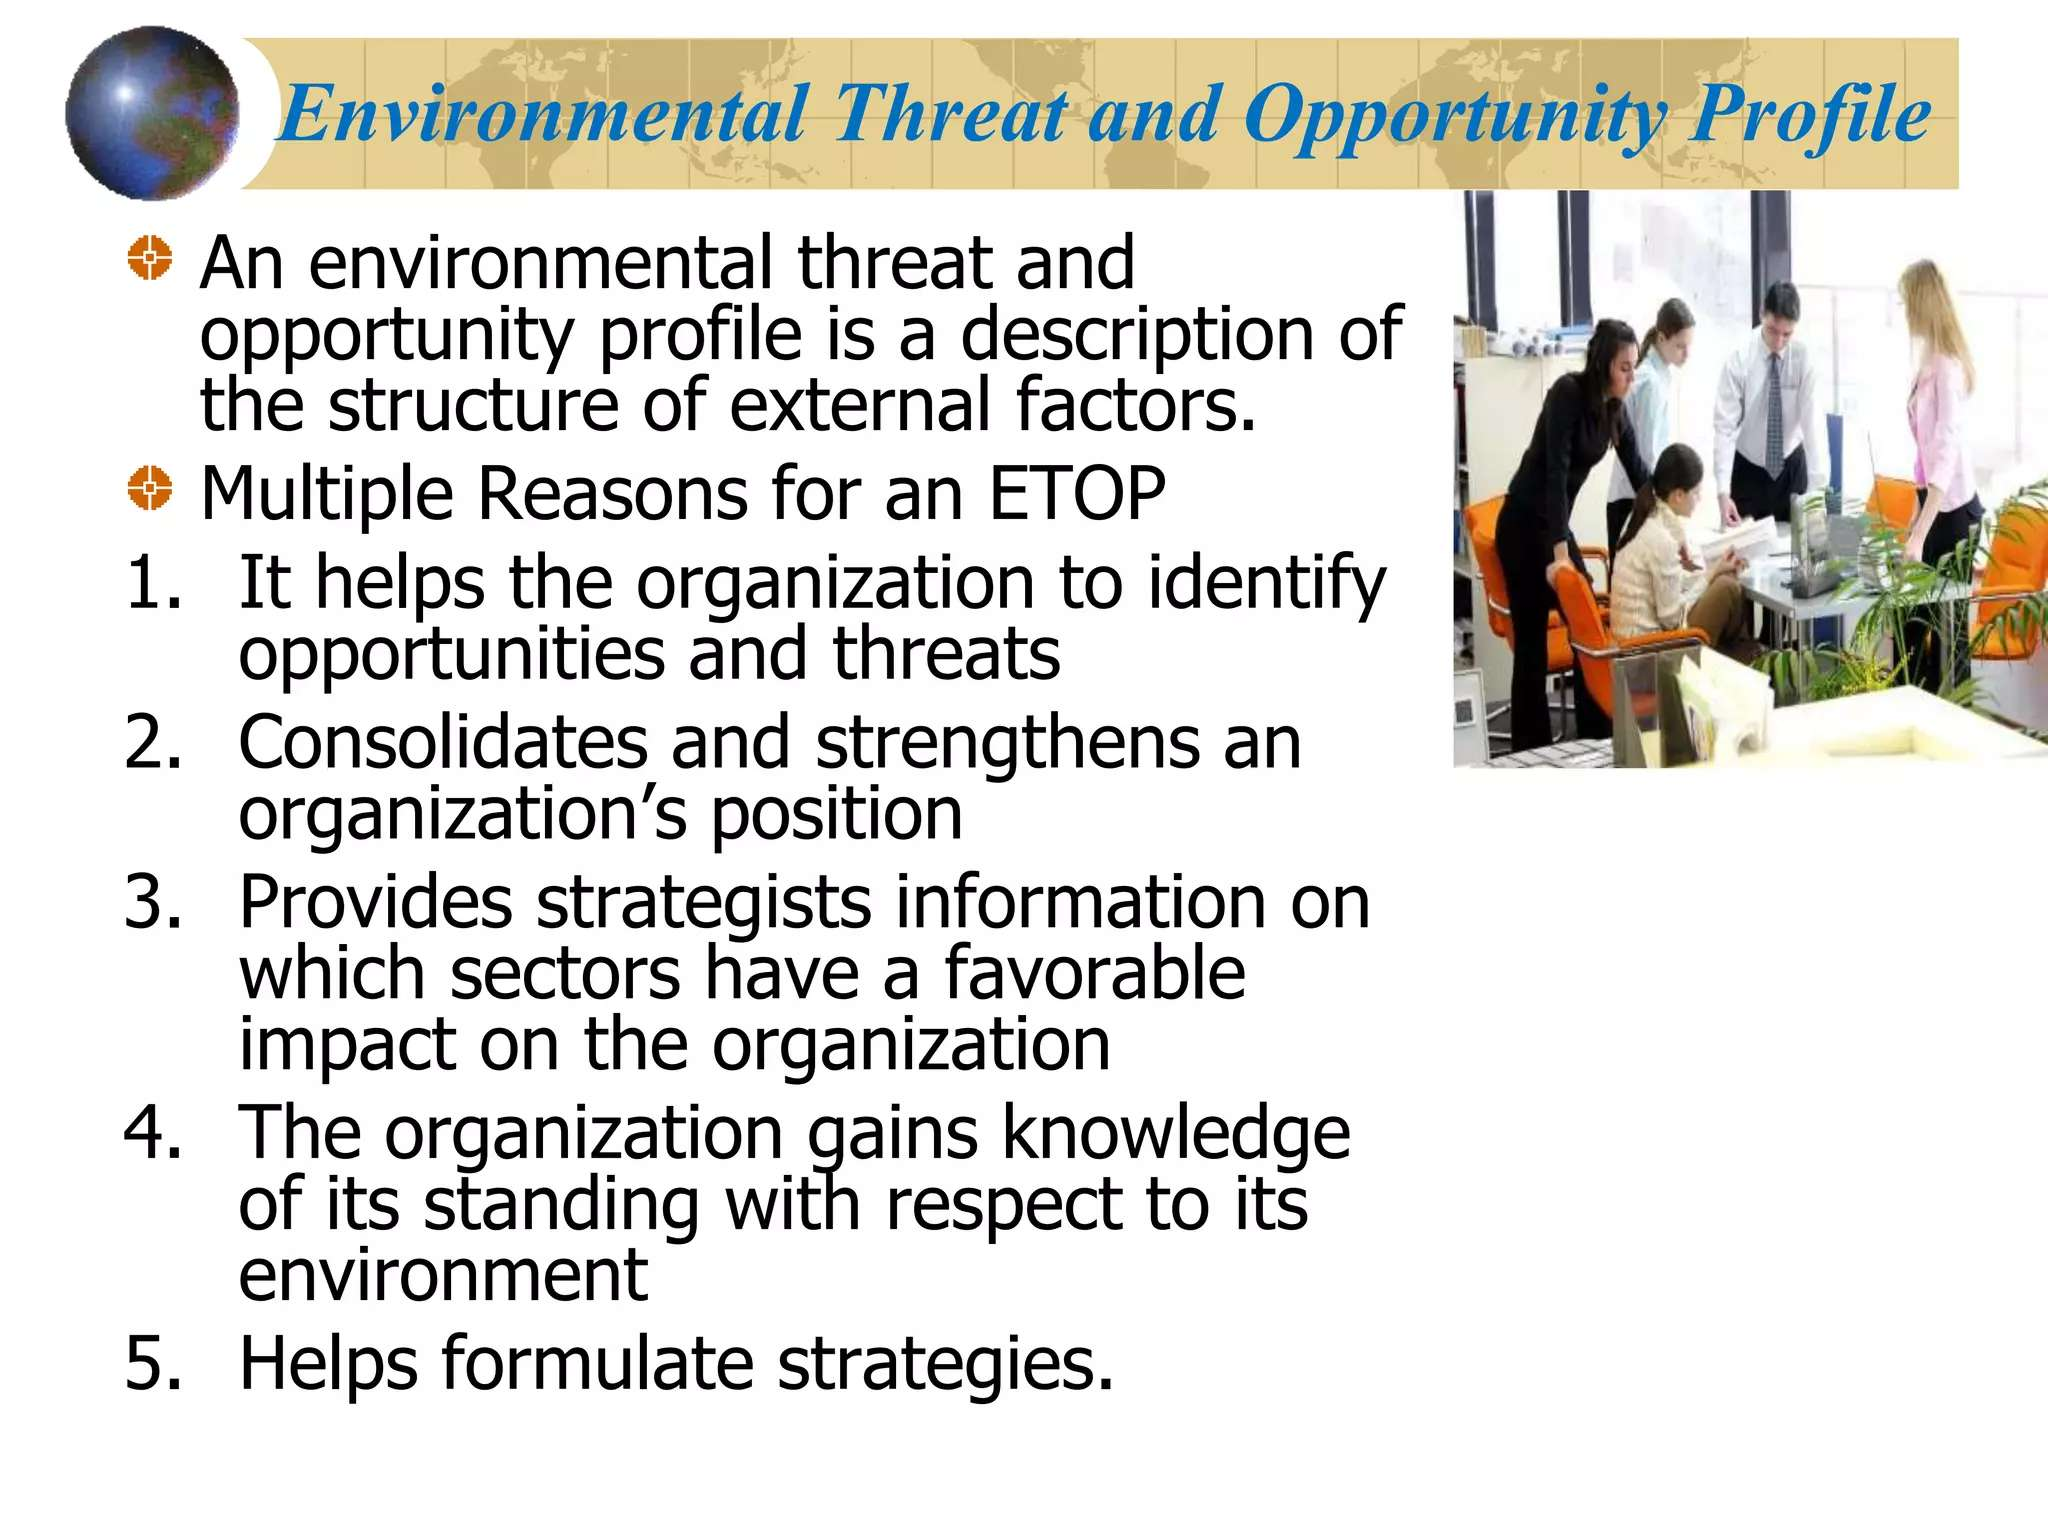 Environmental Threat and Opportunity Profile
An environmental threat and
opportunity profile is a description of
the structure of external factors.
Multiple Reasons for an ETOP
1. It helps the organization to identify
opportunities and threats
2. Consolidates and strengthens an
organization’s position
3. Provides strategists information on
which sectors have a favorable
impact on the organization
4. The organization gains knowledge
of its standing with respect to its
environment
5. Helps formulate strategies.